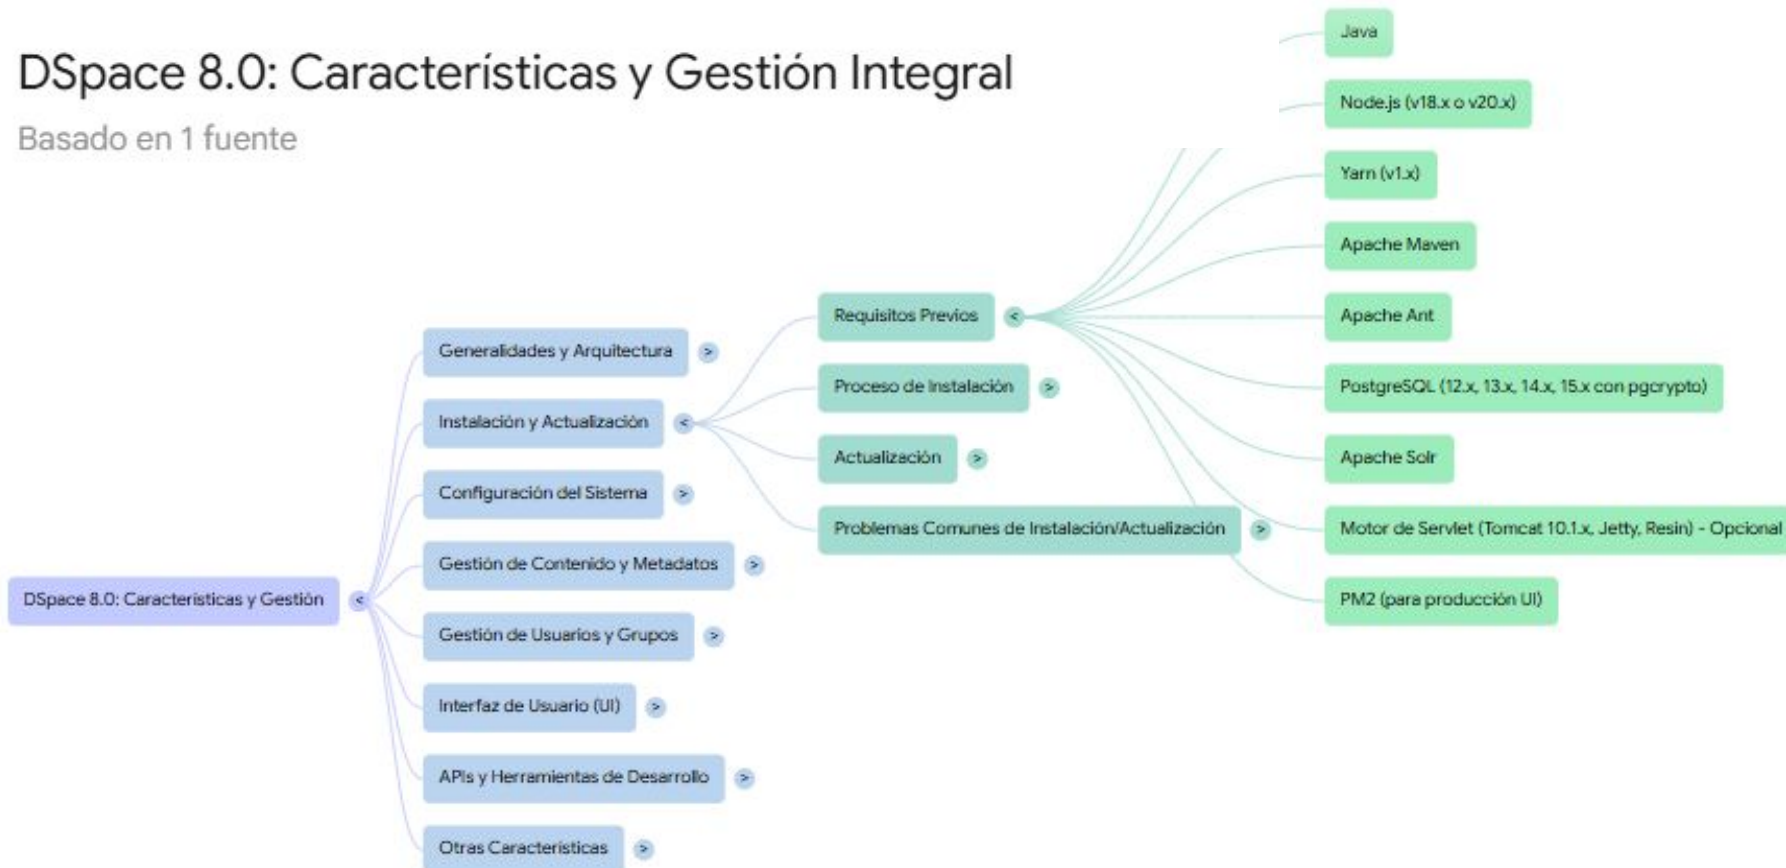 DSpace 8.0: Características y Gestión Integral
Basado en 1 fuente
DSpace 8.0: Características y Gestión
<
Generalidades y Arquitectura
>
Instalación y Actualización
<
Configuración del Sistema
>
Gestión de Contenido y Metadatos
>
Gestión de Usuarios y Grupos
>
Interfaz de Usuario (UI)
>
APIs y Herramientas de Desarrollo
>
Otras Características
>
Requisitos Previos
<
Proceso de Instalación
>
Actualización
>
Problemas Comunes de Instalación/Actualización
>
Java
Node.js (v18.x o v20.x)
Yarn (v1.x)
Apache Maven
Apache Ant
PostgreSQL (12.x, 13.x, 14.x, 15.x con pgcrypto)
Apache Solr
Motor de Servlet (Tomcat 10.1.x, Jetty, Resin) - Opcional
PM2 (para producción UI)